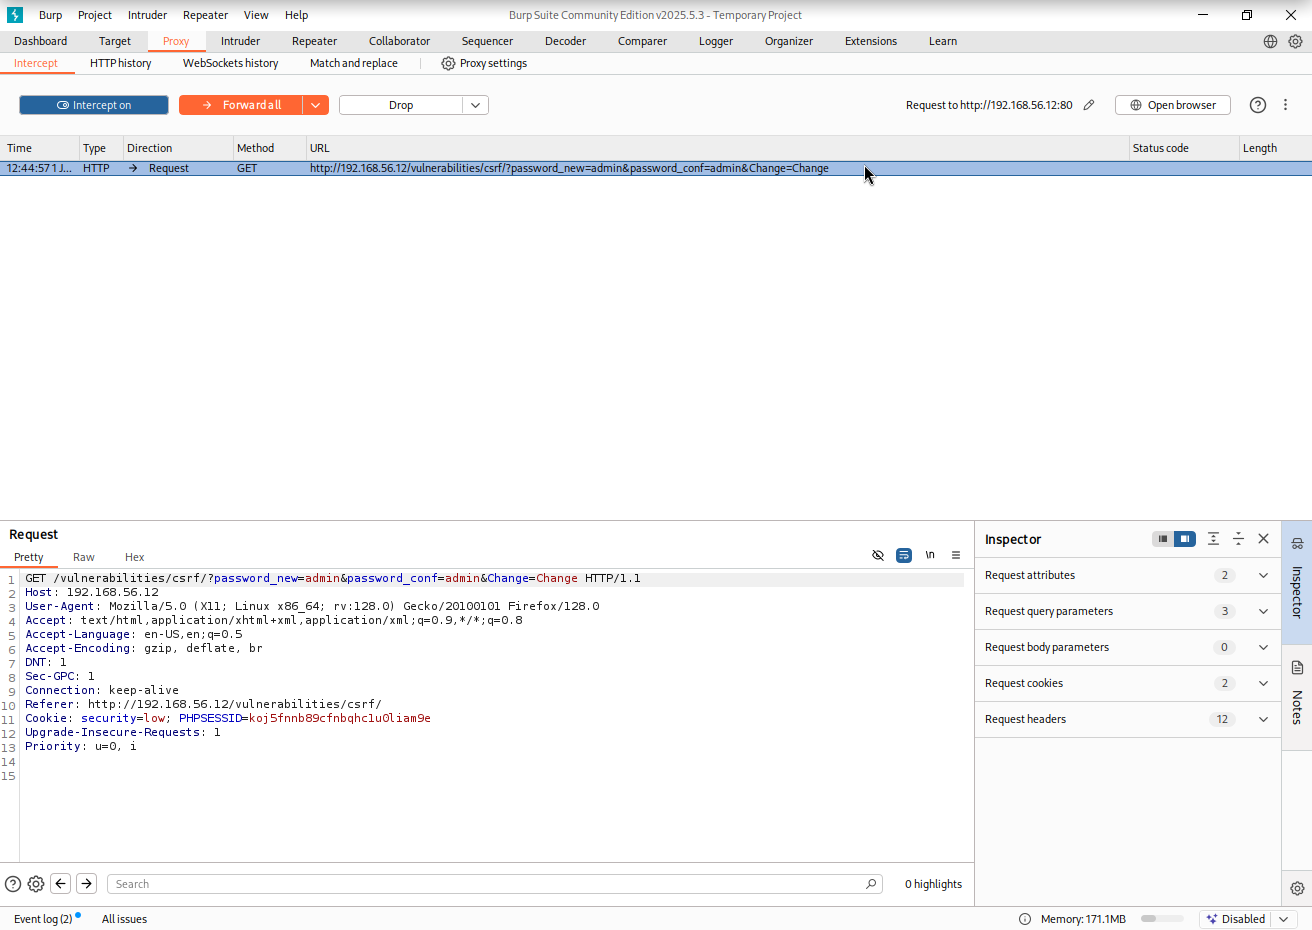 Burp Project Intruder Repeater View Help Burp Suite Community Edition v2025.5.3 - Temporary Project
Dashboard Target Proxy Intruder Repeater Collaborator Sequencer Decoder Comparer Logger Organizer Extensions Learn
Intercept HTTP history WebSockets history Match and replace Proxy settings
Intercept on Forward all Drop Request to http://192.168.56.12:80 Open browser
Time Type Direction Method URL Status code Length
12:44:57 1 J... HTTP Request GET http://192.168.56.12/vulnerabilities/csrf/?password_new=admin&password_conf=admin&Change=Change
Request
Pretty Raw Hex \n
1 GET /vulnerabilities/csrf/?password_new=admin&password_conf=admin&Change=Change HTTP/1.1
2 Host: 192.168.56.12
3 User-Agent: Mozilla/5.0 (X11; Linux x86_64; rv:128.0) Gecko/20100101 Firefox/128.0
4 Accept: text/html,application/xhtml+xml,application/xml;q=0.9,*/*;q=0.8
5 Accept-Language: en-US,en;q=0.5
6 Accept-Encoding: gzip, deflate, br
7 DNT: 1
8 Sec-GPC: 1
9 Connection: keep-alive
10 Referer: http://192.168.56.12/vulnerabilities/csrf/
11 Cookie: security=low; PHPSESSID=koj5fnnb89cfnbqhc1u0liam9e
12 Upgrade-Insecure-Requests: 1
13 Priority: u=0, i
14
15
Search 0 highlights
Inspector
Request attributes 2
Request query parameters 3
Request body parameters 0
Request cookies 2
Request headers 12
Inspector
Notes
Event log (2) All issues Memory: 171.1MB Disabled